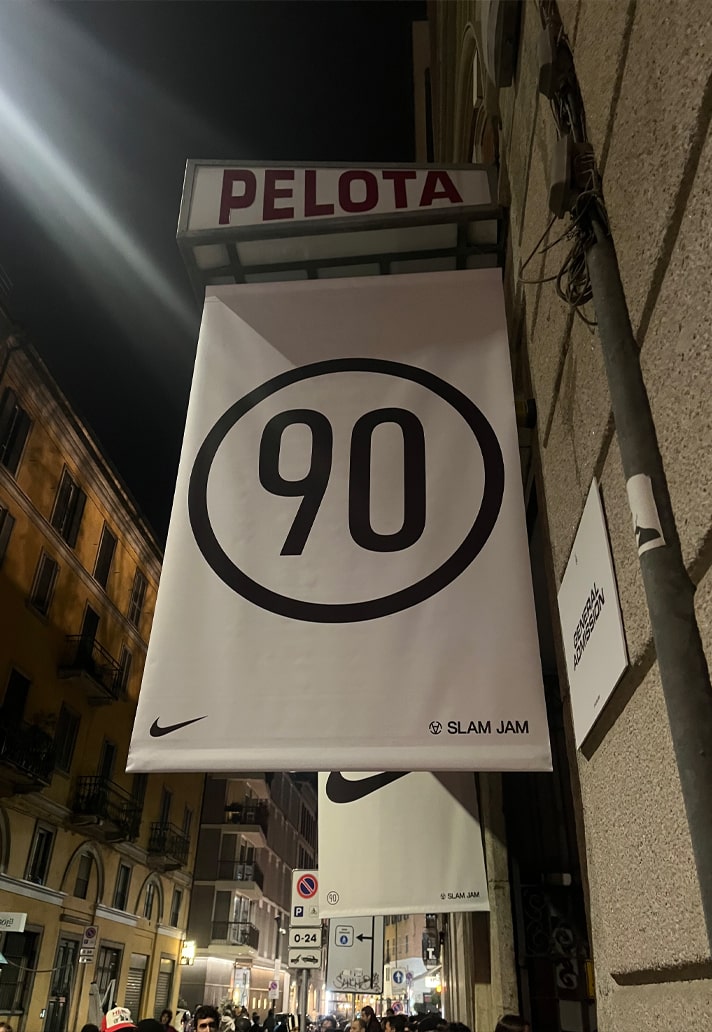 PELOTA
90
SLAM JAM
GENERAL
ADMISSION
90
SLAM JAM
P
0-24